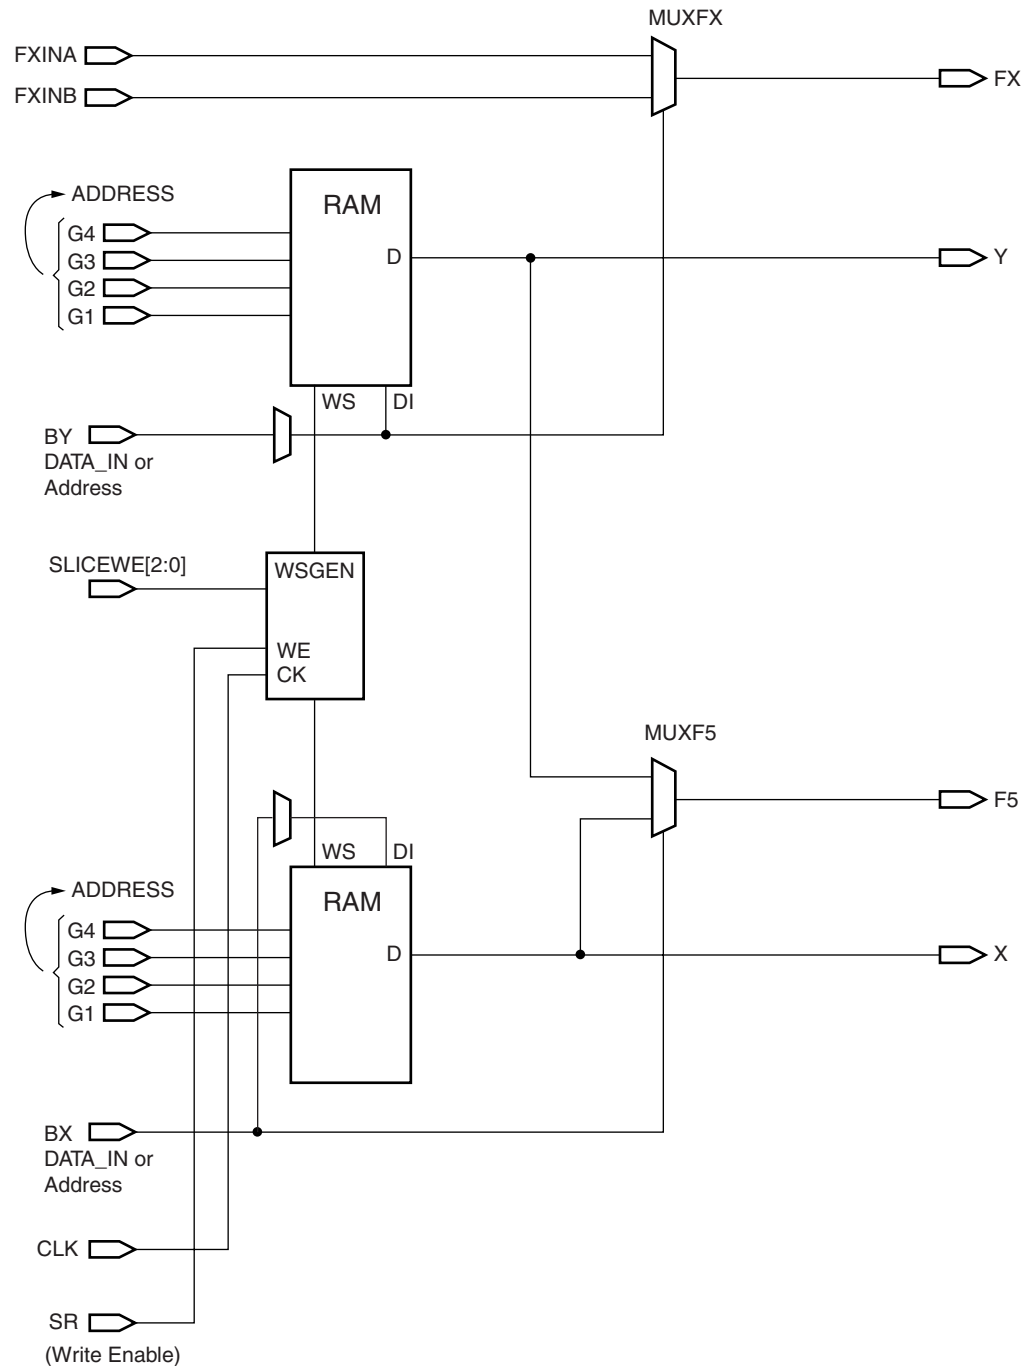 MUXFX
FXINA
FX
FXINB
ADDRESS
RAM
G4
G3
D
Y
G2
G1
WS
DI
BY
DATA_IN or
Address
SLICEWE[2:0]
WSGEN
WE
CK
MUXF5
F5
WS
DI
ADDRESS
RAM
G4
G3
D
X
G2
G1
BX
DATA_IN or
Address
CLK
SR
(Write Enable)